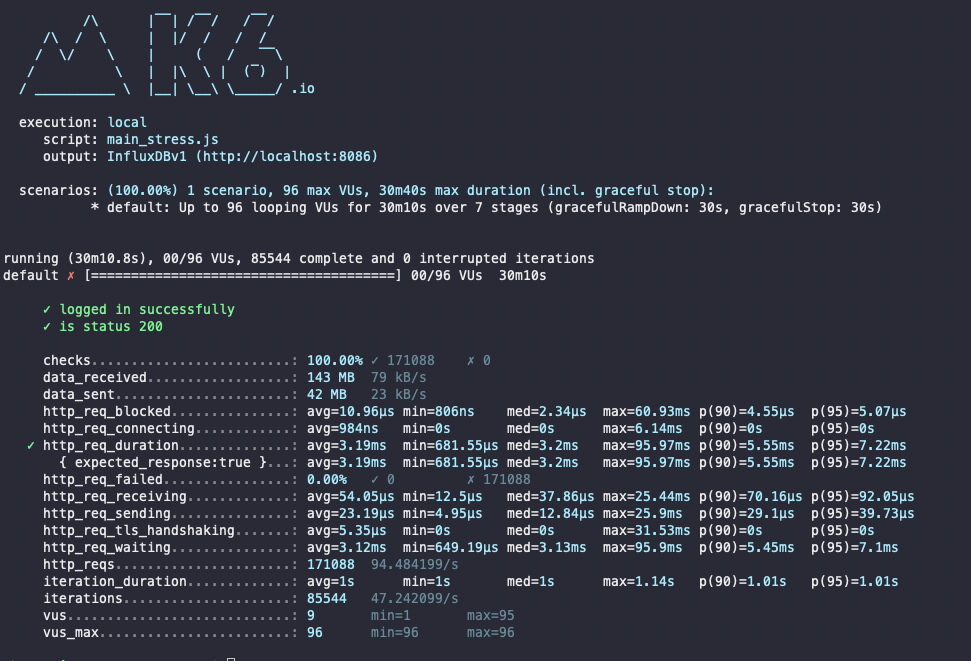 /\      |‾‾| /‾‾/   /‾‾/
/\  /  \     |  |/  /   /  /
/  \/    \    |     (   /   ‾‾\
/          \   |  |\  \ |  (‾)  |
/ __________ \  |__| \__\ \_____/ .io
execution: local
script: main_stress.js
output: InfluxDBv1 (http://localhost:8086)
scenarios: (100.00%) 1 scenario, 96 max VUs, 30m40s max duration (incl. graceful stop):
* default: Up to 96 looping VUs for 30m10s over 7 stages (gracefulRampDown: 30s, gracefulStop: 30s)
running (30m10.8s), 00/96 VUs, 85544 complete and 0 interrupted iterations
default ✗ [======================================] 00/96 VUs  30m10s
✓ logged in successfully
✓ is status 200
checks.........................: 100.00% ✓ 171088    ✗ 0
data_received..................: 143 MB  79 kB/s
data_sent......................: 42 MB   23 kB/s
http_req_blocked...............: avg=10.96µs min=806ns    med=2.34µs  max=60.93ms p(90)=4.55µs  p(95)=5.07µs
http_req_connecting............: avg=984ns   min=0s       med=0s      max=6.14ms  p(90)=0s      p(95)=0s
✓ http_req_duration..............: avg=3.19ms  min=681.55µs med=3.2ms   max=95.97ms p(90)=5.55ms  p(95)=7.22ms
{ expected_response:true }...: avg=3.19ms  min=681.55µs med=3.2ms   max=95.97ms p(90)=5.55ms  p(95)=7.22ms
http_req_failed................: 0.00%   ✓ 0         ✗ 171088
http_req_receiving.............: avg=54.05µs min=12.5µs   med=37.86µs max=25.44ms p(90)=70.16µs p(95)=92.05µs
http_req_sending...............: avg=23.19µs min=4.95µs   med=12.84µs max=25.9ms  p(90)=29.1µs  p(95)=39.73µs
http_req_tls_handshaking.......: avg=5.35µs  min=0s       med=0s      max=31.53ms p(90)=0s      p(95)=0s
http_req_waiting...............: avg=3.12ms  min=649.19µs med=3.13ms  max=95.9ms  p(90)=5.45ms  p(95)=7.1ms
http_reqs......................: 171088  94.484199/s
iteration_duration.............: avg=1s      min=1s       med=1s      max=1.14s   p(90)=1.01s   p(95)=1.01s
iterations.....................: 85544   47.242099/s
vus............................: 9       min=1       max=95
vus_max........................: 96      min=96      max=96